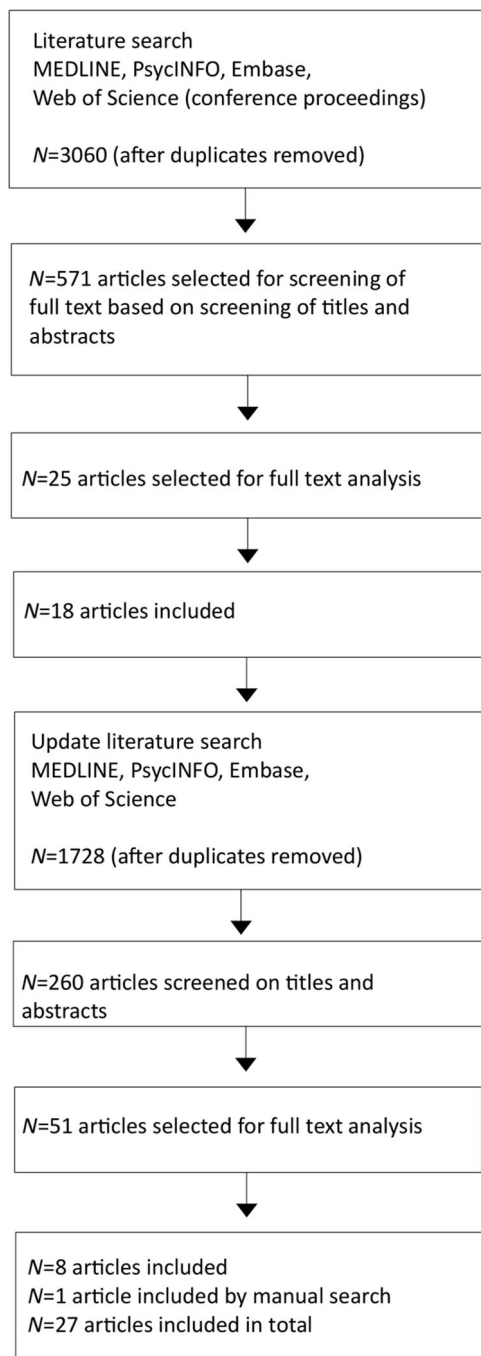 Literature search
MEDLINE, PsycINFO, Embase,
Web of Science (conference proceedings)
N=3060 (after duplicates removed)
N=571 articles selected for screening of
full text based on screening of titles and
abstracts
N=25 articles selected for full text analysis
N=18 articles included
Update literature search
MEDLINE, PsycINFO, Embase,
Web of Science
N=1728 (after duplicates removed)
N=260 articles screened on titles and
abstracts
N=51 articles selected for full text analysis
N=8 articles included
N=1 article included by manual search
N=27 articles included in total